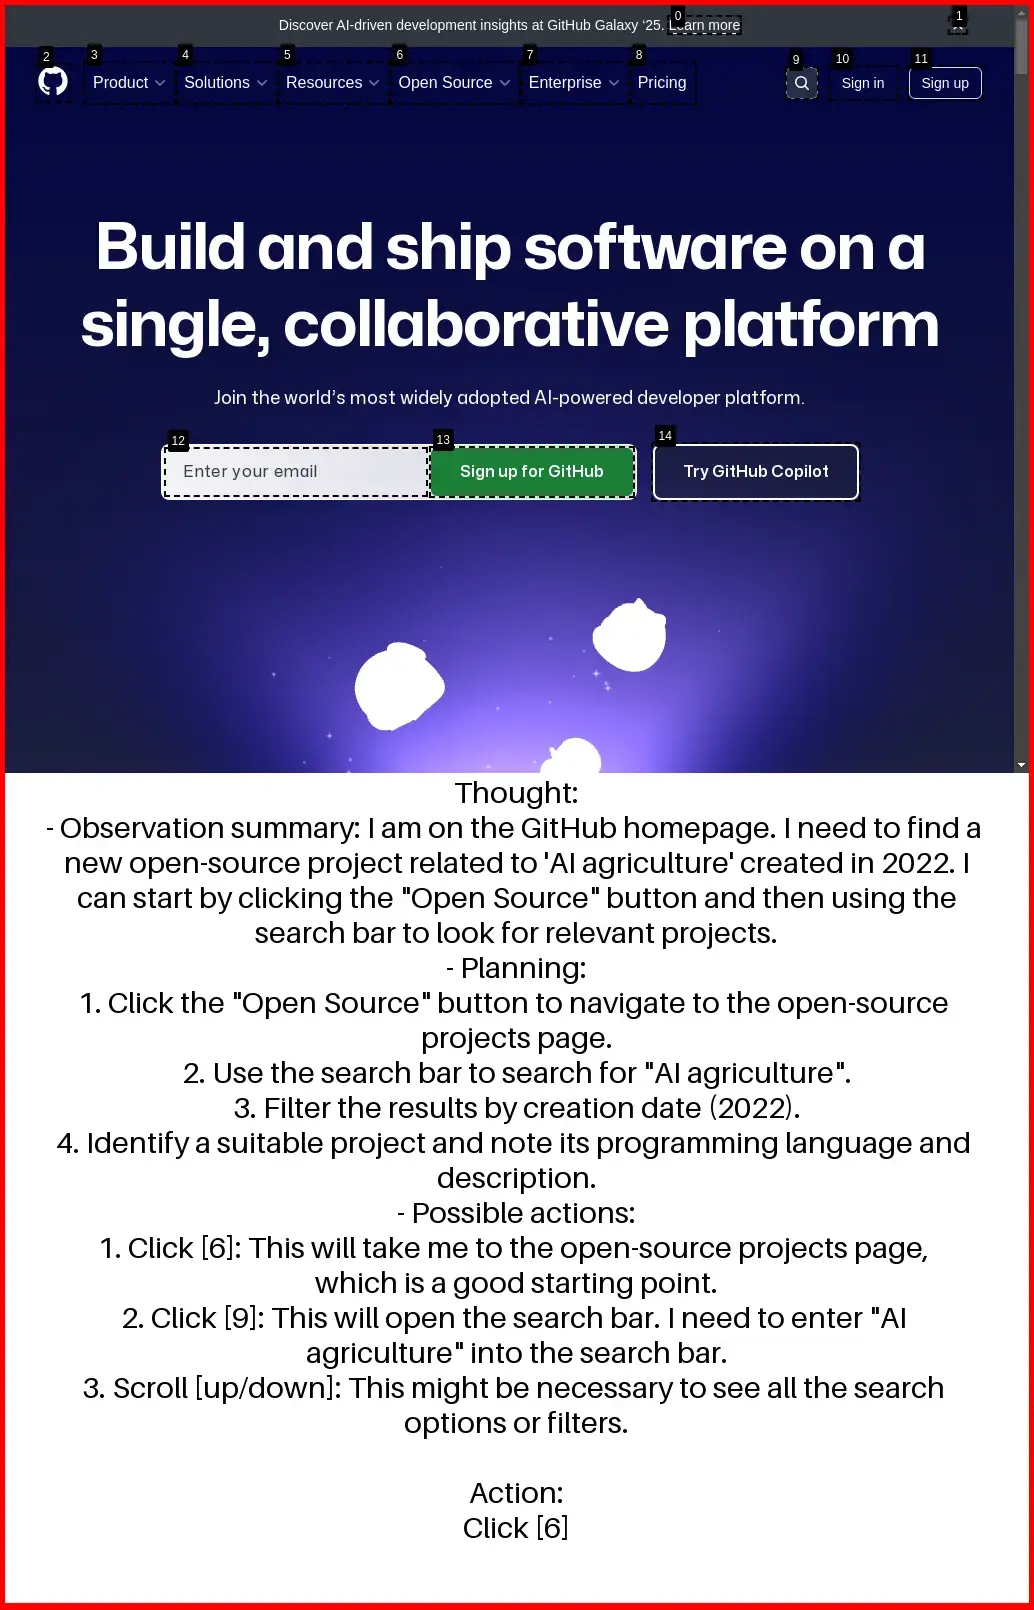 Discover AI-driven development insights at GitHub Galaxy '25. Learn more
0
1
2
3
4
5
6
7
8
9
10
11
Product
Solutions
Resources
Open Source
Enterprise
Pricing
Sign in
Sign up
Build and ship software on a
single, collaborative platform
Join the world's most widely adopted AI-powered developer platform.
12
13
14
Enter your email
Sign up for GitHub
Try GitHub Copilot
Thought:
- Observation summary: I am on the GitHub homepage. I need to find a
new open-source project related to 'AI agriculture' created in 2022. I
can start by clicking the "Open Source" button and then using the
search bar to look for relevant projects.
- Planning:
1. Click the "Open Source" button to navigate to the open-source
projects page.
2. Use the search bar to search for "AI agriculture".
3. Filter the results by creation date (2022).
4. Identify a suitable project and note its programming language and
description.
- Possible actions:
1. Click [6]: This will take me to the open-source projects page,
which is a good starting point.
2. Click [9]: This will open the search bar. I need to enter "AI
agriculture" into the search bar.
3. Scroll [up/down]: This might be necessary to see all the search
options or filters.
Action:
Click [6]